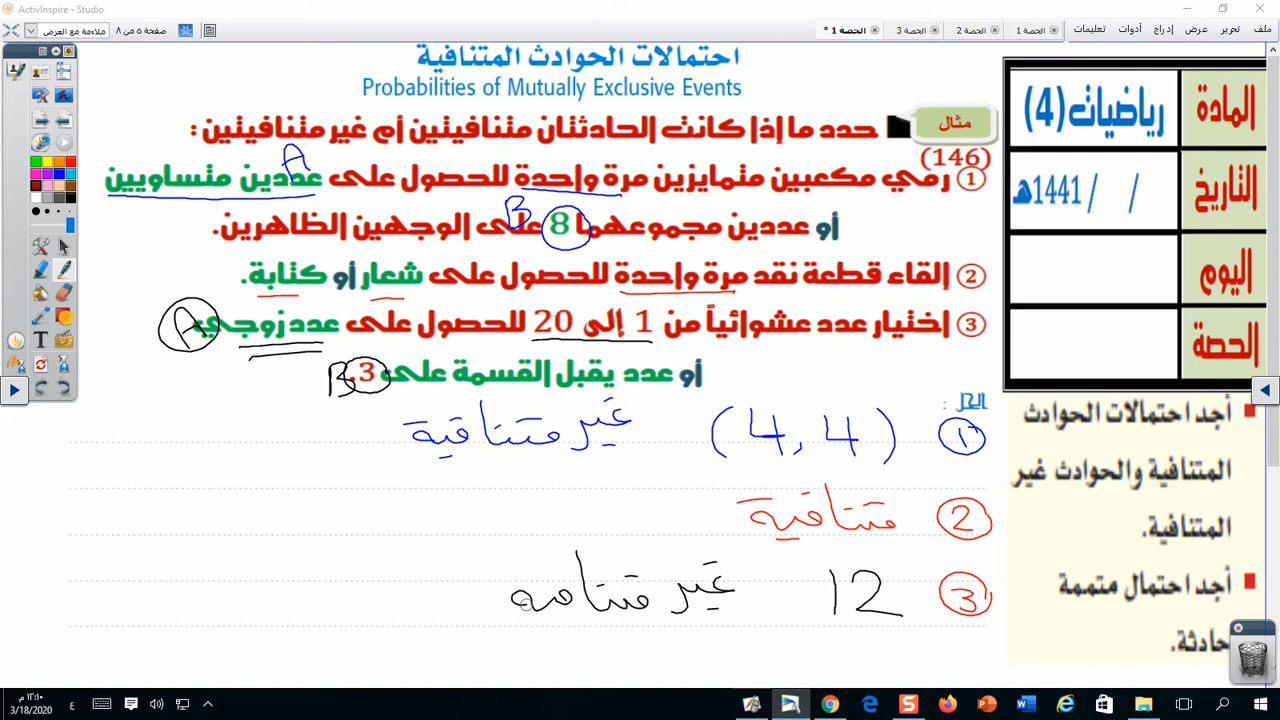 ActivInspire - Studio
ملف تحرير عرض إدراج أدوات تعليمات
الحصة 1
الحصة 2
الحصة 3
الحصة 1 *
صفحة ٥ من ٨
ملاءمة مع العرض
احتمالات الحوادث المتنافية
Probabilities of Mutually Exclusive Events
المادة
رياضيات (4)
التاريخ
/ / 1441هـ
اليوم
الحصة
مثال
(146)
حدد ما إذا كانت الحادثتان متنافيتين أم غير متنافيتين :
A
① رمي مكعبين متمايزين مرة واحدة للحصول على عددين متساويين
B
أو عددين مجموعهما 8 على الوجهين الظاهرين.
② إلقاء قطعة نقد مرة واحدة للحصول على شعار أو كتابة.
③ إختيار عدد عشوائياً من 1 إلى 20 للحصول على عدد زوجي
A
أو عدد يقبل القسمة على 3.
B
الحل :
① (4, 4) غير متنافية
② متنافية
③ 12 غير متنافيه
أجد احتمالات الحوادث
المتنافية والحوادث غير
المتنافية.
أجد احتمال متممة
حادثة.
١٢:١٠ م
3/18/2020
ع